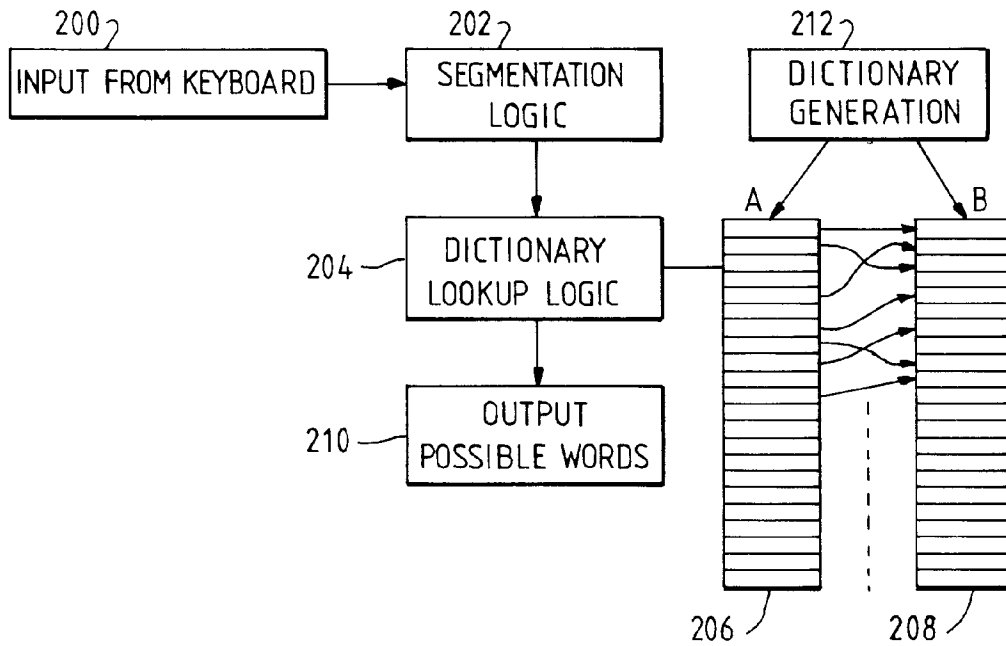 200
INPUT FROM KEYBOARD
202
SEGMENTATION
LOGIC
212
DICTIONARY
GENERATION
A
B
204
DICTIONARY
LOOKUP LOGIC
210
OUTPUT
POSSIBLE WORDS
206
208